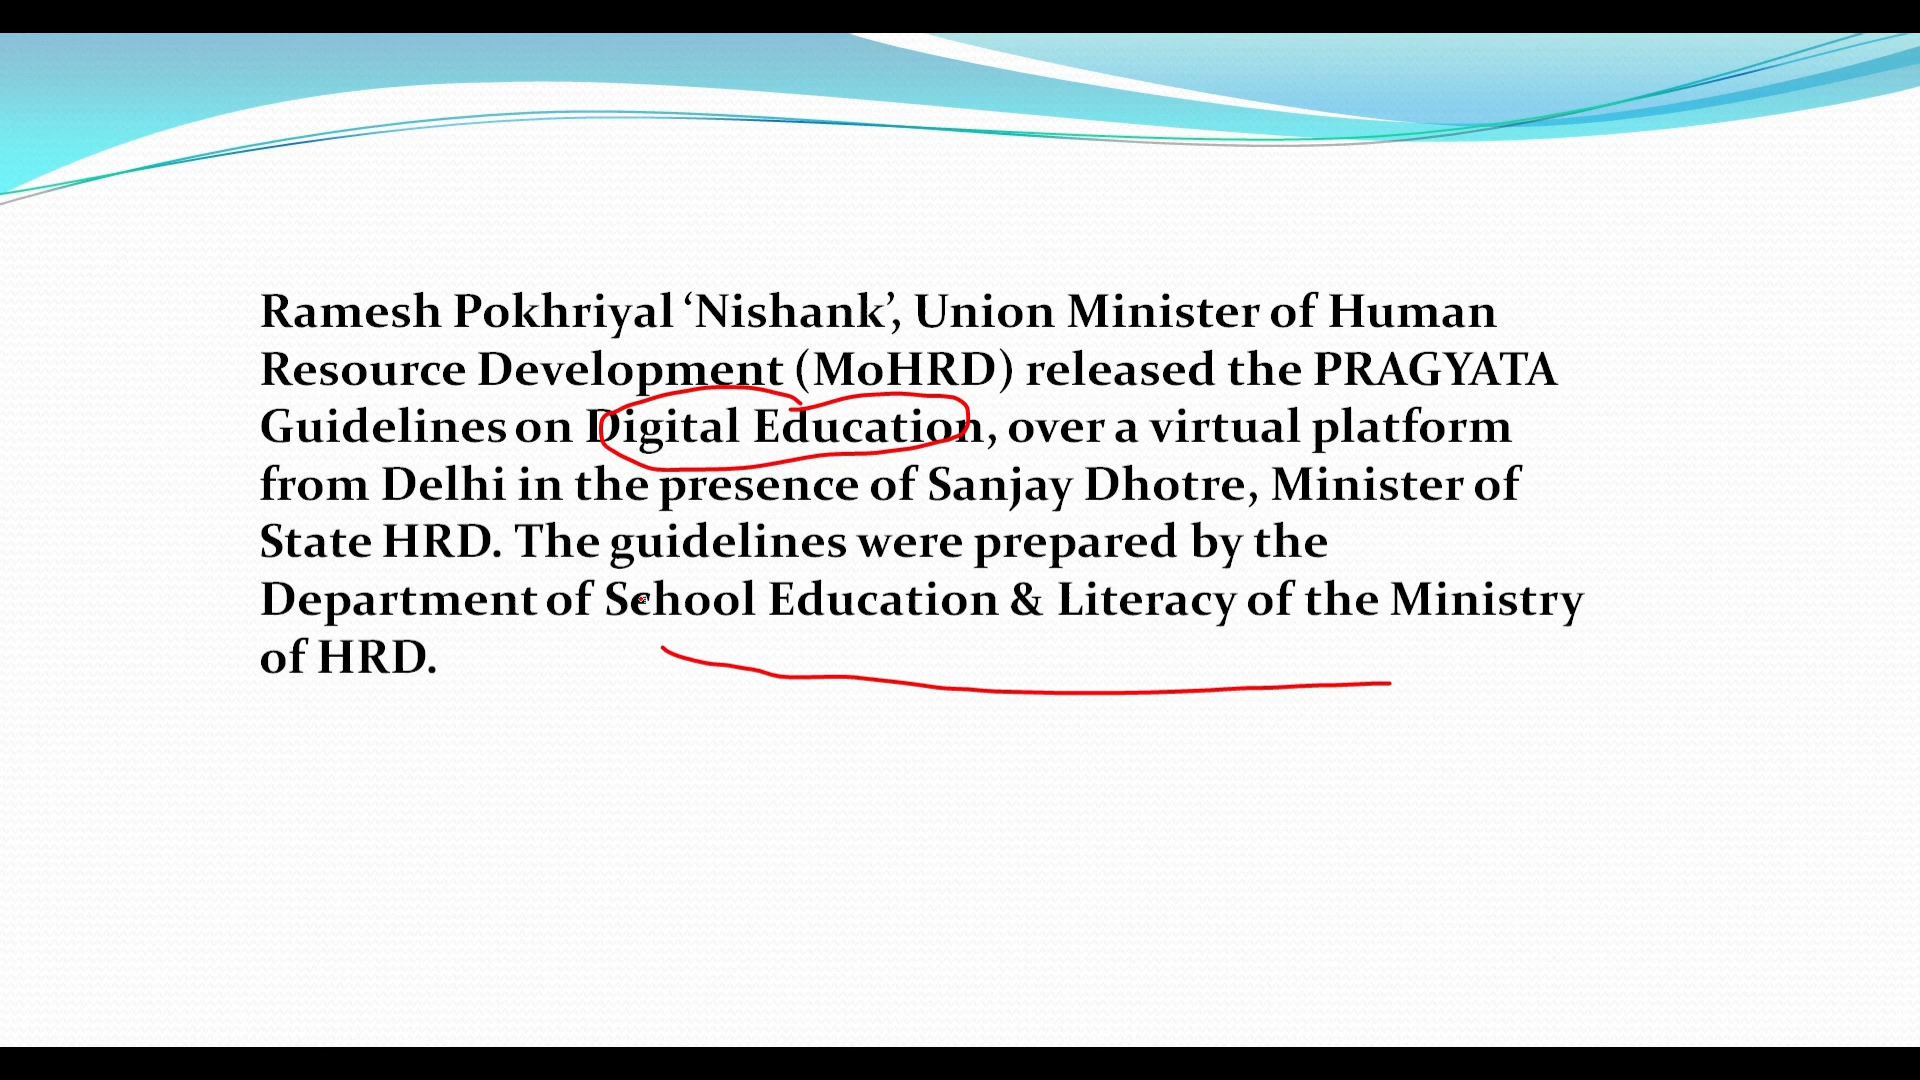 Ramesh Pokhriyal ‘Nishank’, Union Minister of Human
Resource Development (MoHRD) released the PRAGYATA
Guidelines on Digital Education, over a virtual platform
from Delhi in the presence of Sanjay Dhotre, Minister of
State HRD. The guidelines were prepared by the
Department of School Education & Literacy of the Ministry
of HRD.